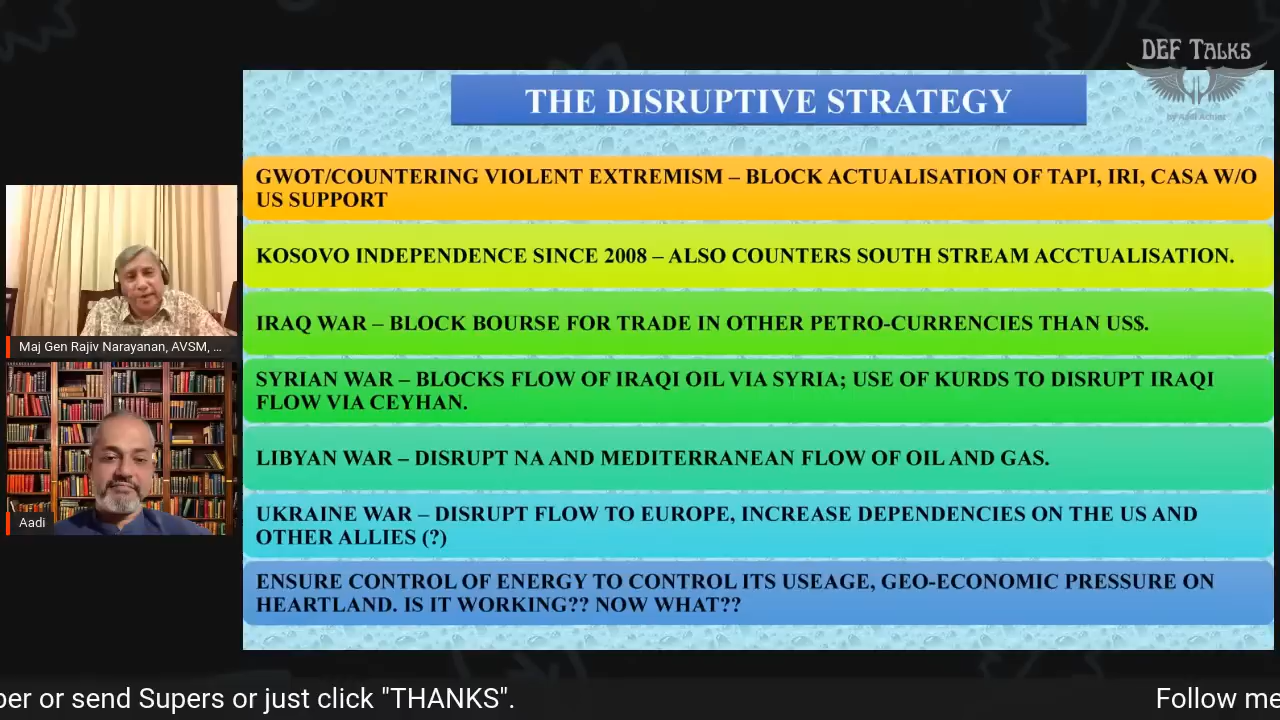 DEF TALKS
by Aadi Achint
THE DISRUPTIVE STRATEGY
GWOT/COUNTERING VIOLENT EXTREMISM – BLOCK ACTUALISATION OF TAPI, IRI, CASA W/O
US SUPPORT
KOSOVO INDEPENDENCE SINCE 2008 – ALSO COUNTERS SOUTH STREAM ACCTUALISATION.
IRAQ WAR – BLOCK BOURSE FOR TRADE IN OTHER PETRO-CURRENCIES THAN US$.
SYRIAN WAR – BLOCKS FLOW OF IRAQI OIL VIA SYRIA; USE OF KURDS TO DISRUPT IRAQI
FLOW VIA CEYHAN.
LIBYAN WAR – DISRUPT NA AND MEDITERRANEAN FLOW OF OIL AND GAS.
UKRAINE WAR – DISRUPT FLOW TO EUROPE, INCREASE DEPENDENCIES ON THE US AND
OTHER ALLIES (?)
ENSURE CONTROL OF ENERGY TO CONTROL ITS USEAGE, GEO-ECONOMIC PRESSURE ON
HEARTLAND. IS IT WORKING?? NOW WHAT??
Maj Gen Rajiv Narayanan, AVSM, ...
Aadi
per or send Supers or just click "THANKS". Follow me